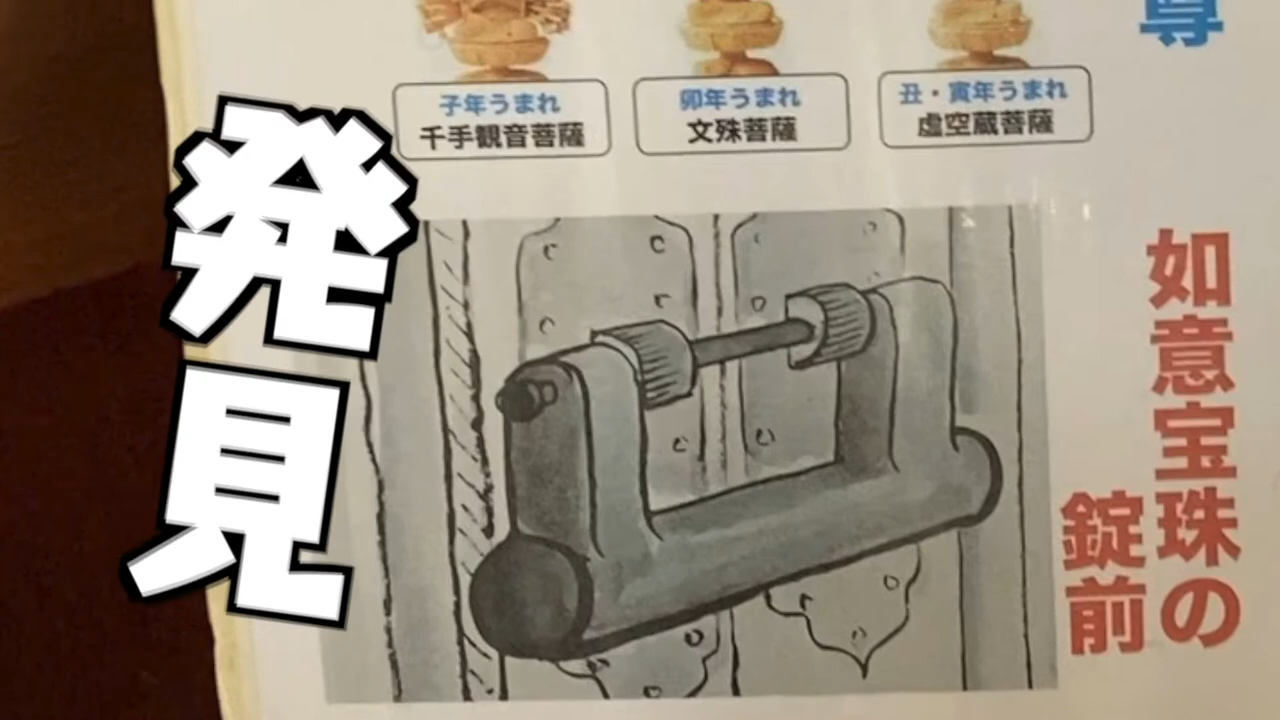 尊
子年うまれ
千手観音菩薩
卯年うまれ
文殊菩薩
丑・寅年うまれ
虚空蔵菩薩
発見
如意宝珠の
錠前